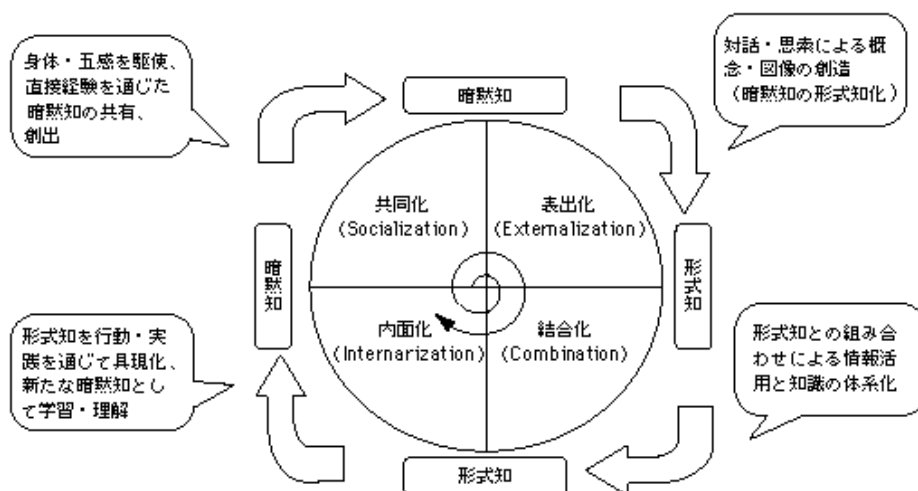 身体・五感を駆使、
直接経験を通じた
暗黙知の共有、
創出
暗黙知
対話・思索による概
念・図像の創造
(暗黙知の形式知化)
共同化
(Socialization)
表出化
(Externalization)
暗黙知
形式知
内面化
(Internarization)
結合化
(Combination)
形式知を行動・実
践を通じて具現化、
新たな暗黙知とし
て学習・理解
形式知との組み合
わせによる情報活
用と知識の体系化
形式知